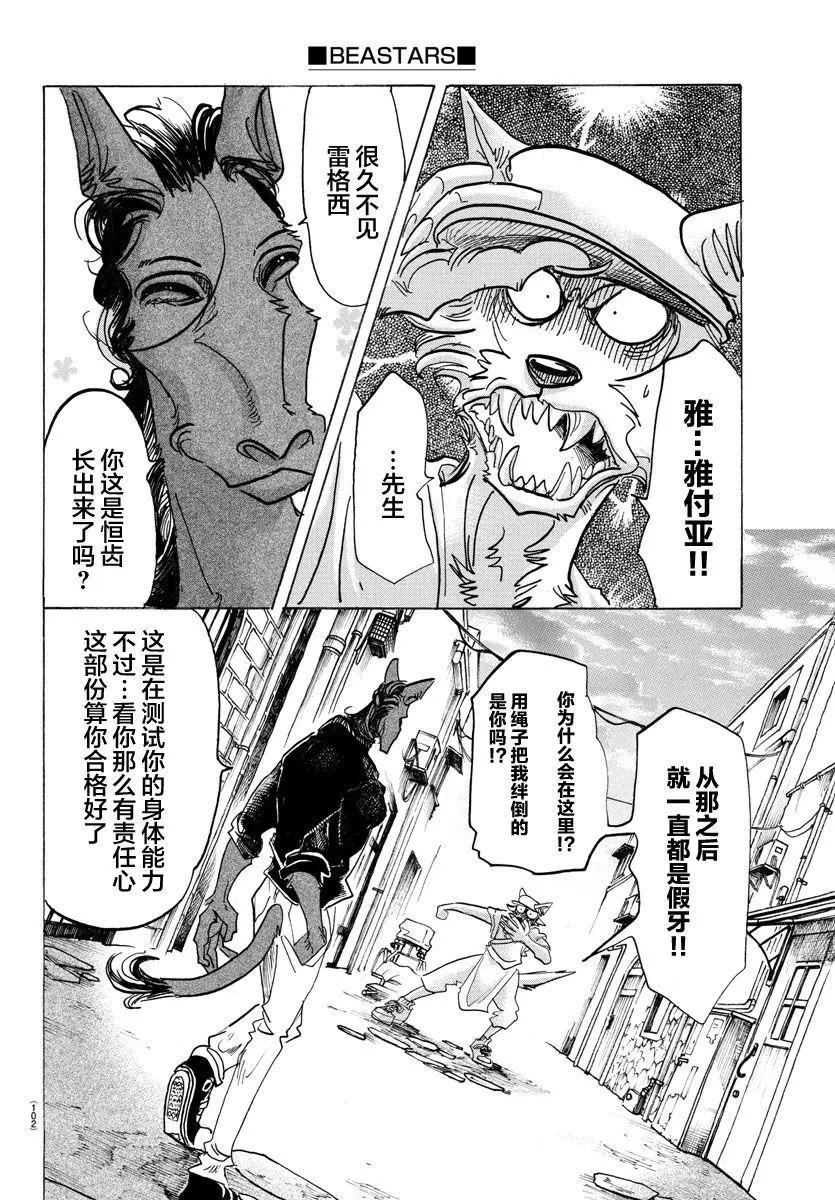 ■BEASTARS■
雅…
雅付亚!!
…先生
很久不见
雷格西
你这是恒齿
长出来了吗?
从那之后
就一直都是假牙!!
你为什么会在这里!?
用绳子把我绊倒的
是你吗!?
这是在测试你的身体能力
不过…看你那么有责任心
这部份算你合格好了
(102)